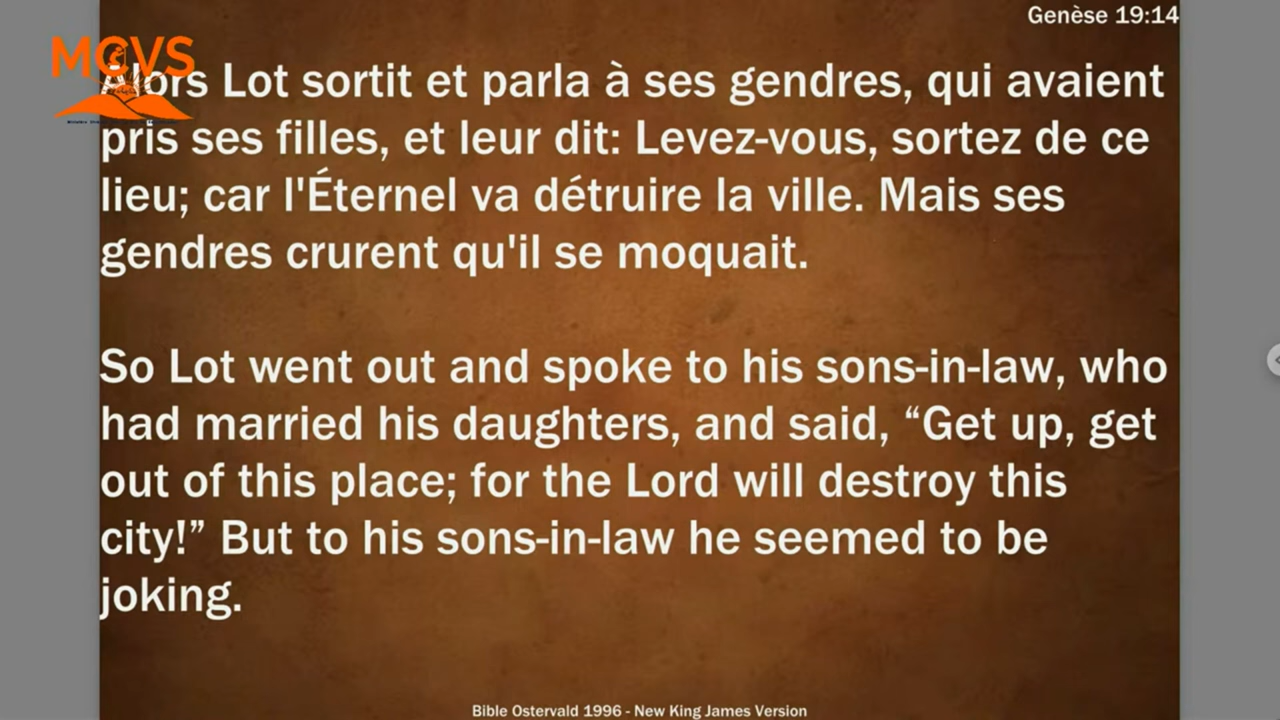 Genèse 19:14
MCVS
Alors Lot sortit et parla à ses gendres, qui avaient
pris ses filles, et leur dit: Levez-vous, sortez de ce
lieu; car l'Éternel va détruire la ville. Mais ses
gendres crurent qu'il se moquait.
So Lot went out and spoke to his sons-in-law, who
had married his daughters, and said, “Get up, get
out of this place; for the Lord will destroy this
city!” But to his sons-in-law he seemed to be
joking.
Bible Ostervald 1996 - New King James Version